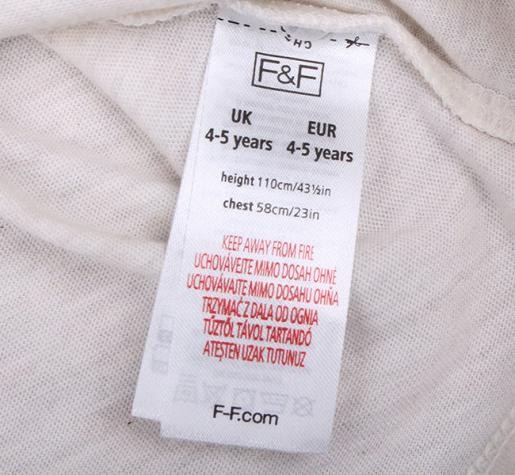 F&F
UK EUR
4-5 years 4-5 years
height 110cm/43½in
chest 58cm/23in
KEEP AWAY FROM FIRE
UCHOVÁVEJTE MIMO DOSAH OHNĚ
UCHOVÁVAJTE MIMO DOSAHU OHŇA
TRZYMAĆ Z DALA OD OGNIA
TŰZTŐL TÁVOL TARTANDÓ
ATEŞTEN UZAK TUTUNUZ
F-F.com